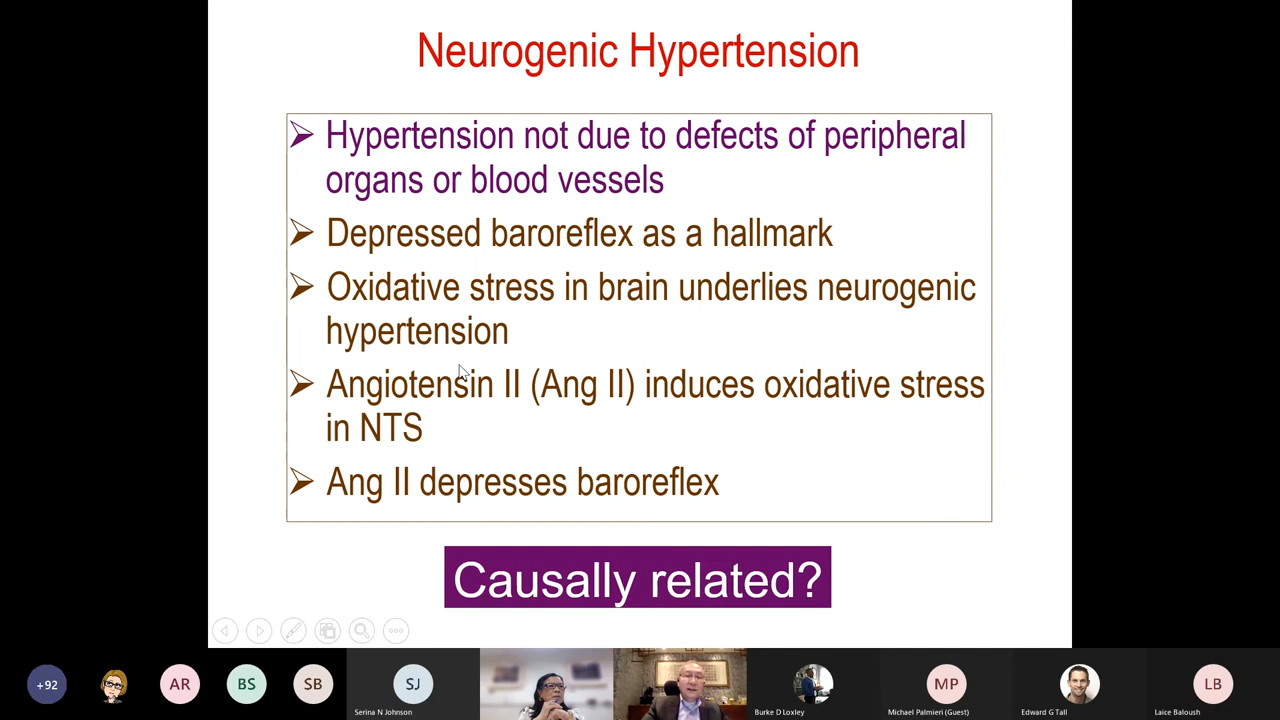 Neurogenic Hypertension
Hypertension not due to defects of peripheral
organs or blood vessels
Depressed baroreflex as a hallmark
Oxidative stress in brain underlies neurogenic
hypertension
Angiotensin II (Ang II) induces oxidative stress
in NTS
Ang II depresses baroreflex
Causally related?
+92
AR
BS
SB
SJ
MP
LB
Serina N Johnson
Burke D Loxley
Michael Palmieri (Guest)
Edward G Tall
Laice Baloush